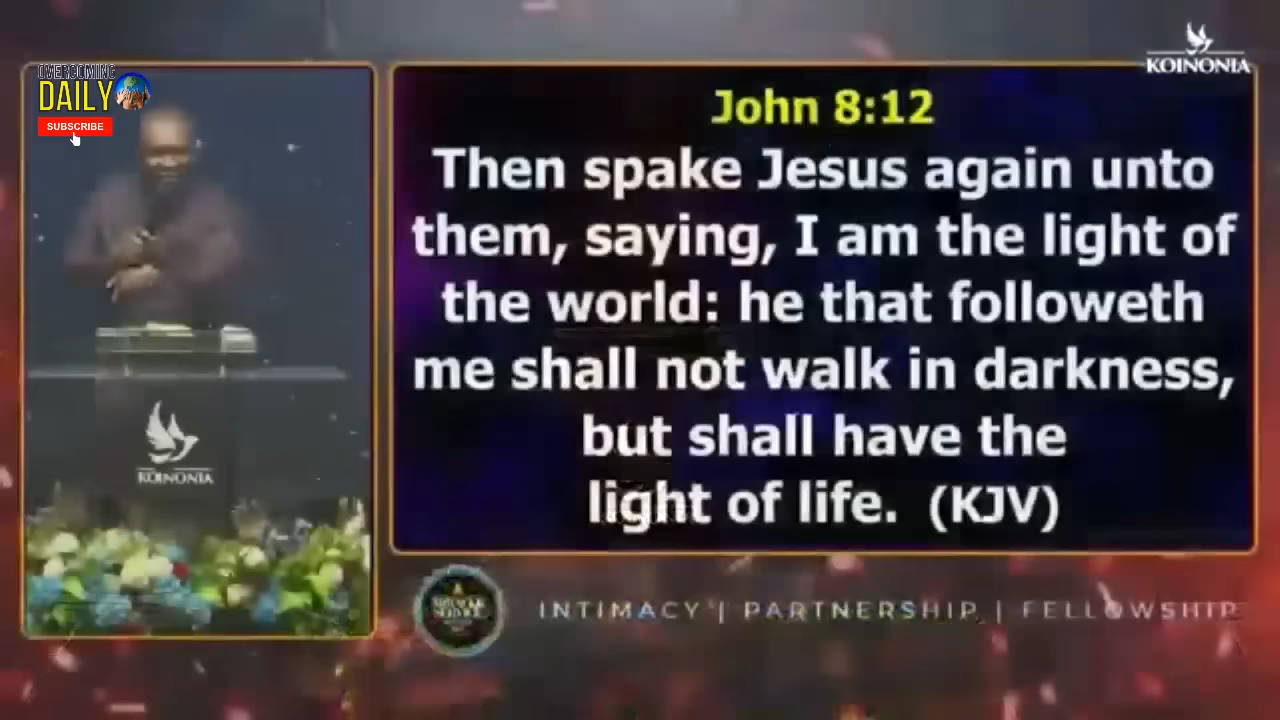 OVERCOMING
DAILY
SUBSCRIBE
KOINONIA
John 8:12
Then spake Jesus again unto
them, saying, I am the light of
the world: he that followeth
me shall not walk in darkness,
but shall have the
light of life. (KJV)
KOINONIA
INTIMACY | PARTNERSHIP | FELLOWSHIP